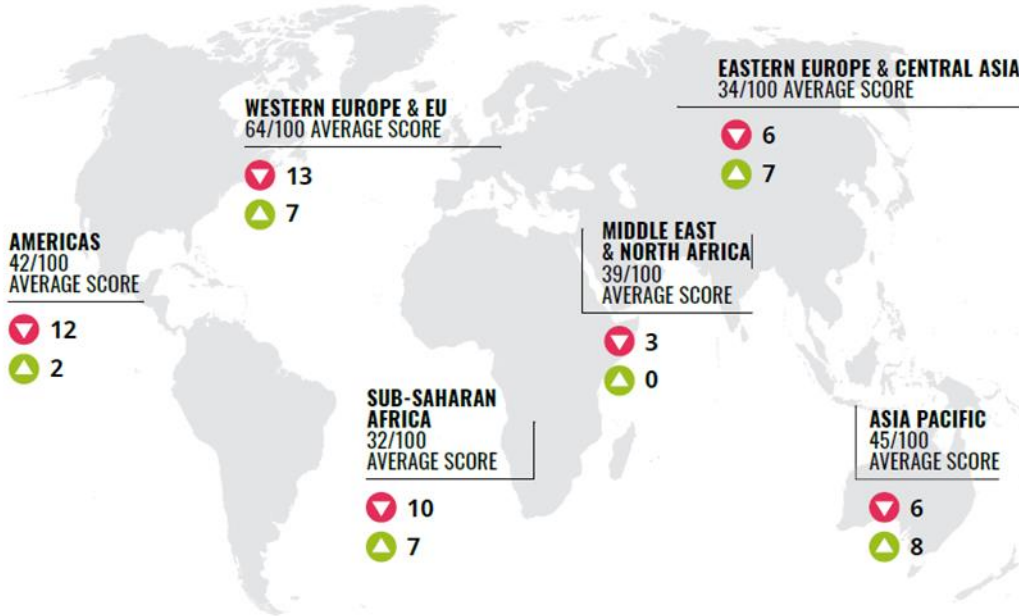 EASTERN EUROPE & CENTRAL ASIA
34/100 AVERAGE SCORE
6
7
WESTERN EUROPE & EU
64/100 AVERAGE SCORE
13
7
AMERICAS
42/100
AVERAGE SCORE
12
2
MIDDLE EAST
& NORTH AFRICA
39/100
AVERAGE SCORE
3
0
SUB-SAHARAN
AFRICA
32/100
AVERAGE SCORE
10
7
ASIA PACIFIC
45/100
AVERAGE SCORE
6
8